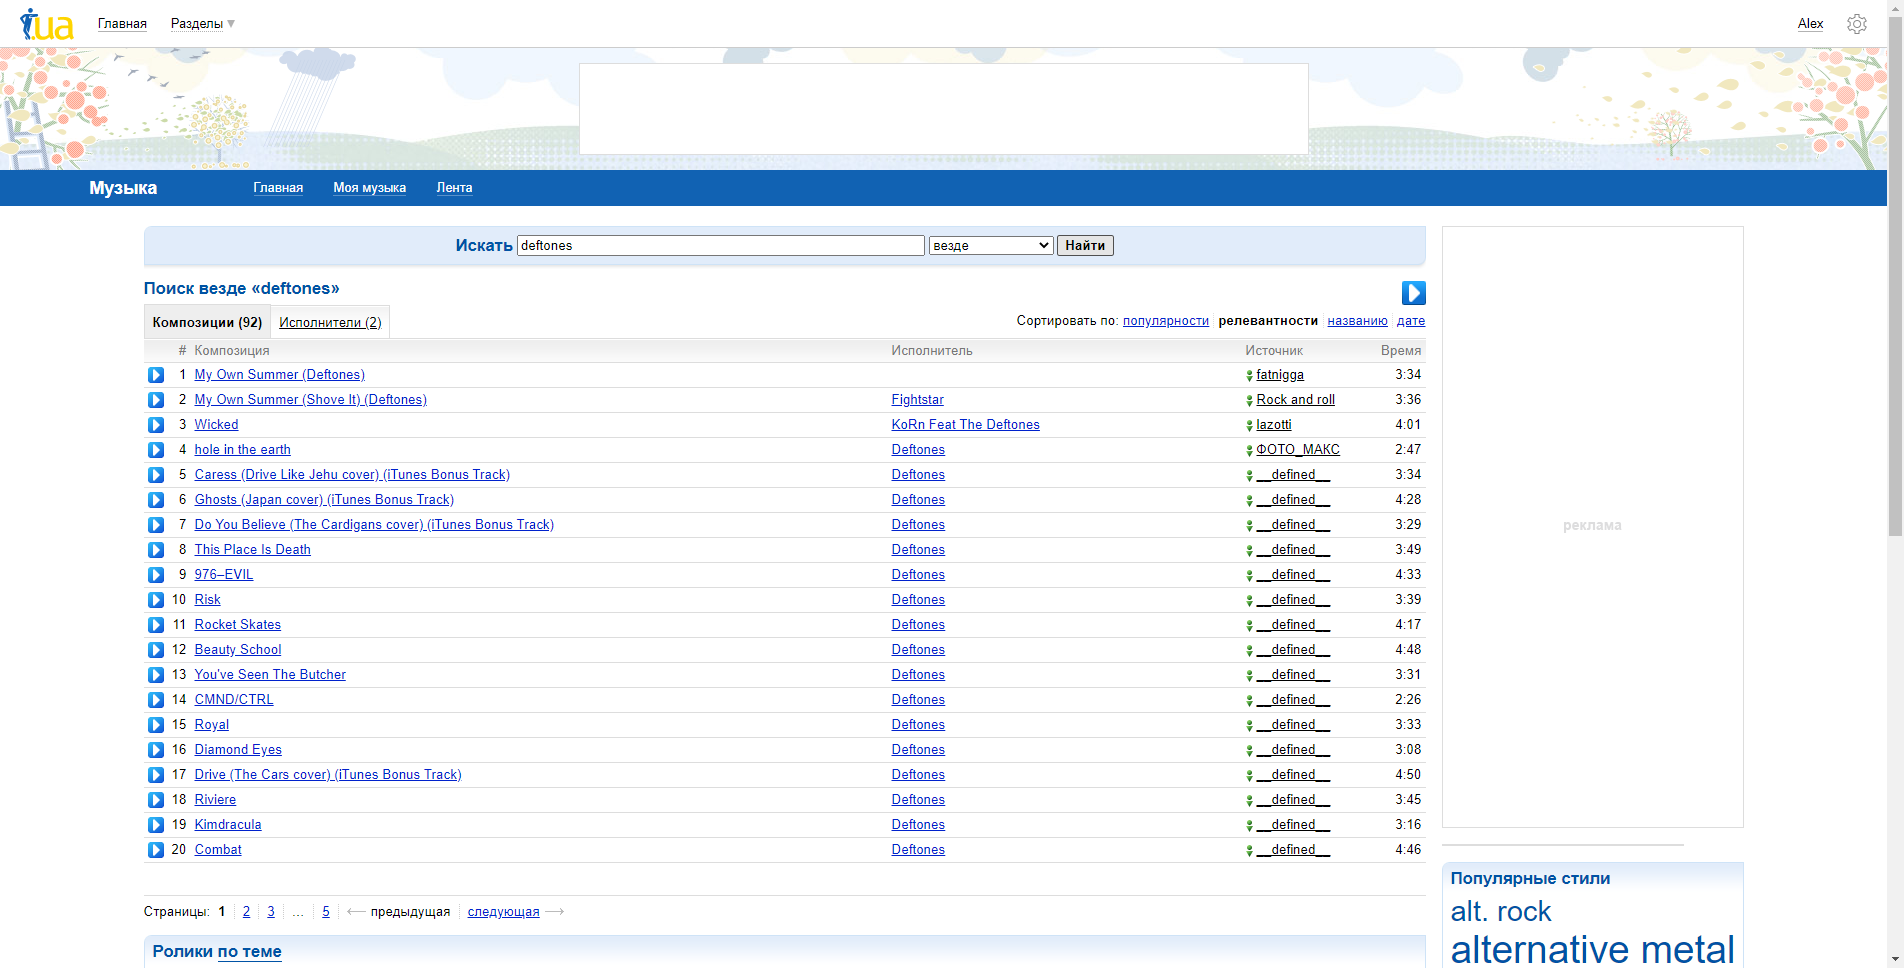 .ua Главная Разделы Alex
Музыка Главная Моя музыка Лента
Искать deftones везде Найти
Поиск везде «deftones»
Композиции (92) Исполнители (2) Сортировать по: популярности релевантности названию дате
# Композиция Исполнитель Источник Время
1 My Own Summer (Deftones) fatnigga 3:34
2 My Own Summer (Shove It) (Deftones) Fightstar Rock and roll 3:36
3 Wicked KoRn Feat The Deftones lazotti 4:01
4 hole in the earth Deftones ФОТО_МАКС 2:47
5 Caress (Drive Like Jehu cover) (iTunes Bonus Track) Deftones __defined__ 3:34
6 Ghosts (Japan cover) (iTunes Bonus Track) Deftones __defined__ 4:28
7 Do You Believe (The Cardigans cover) (iTunes Bonus Track) Deftones __defined__ 3:29
8 This Place Is Death Deftones __defined__ 3:49
9 976–EVIL Deftones __defined__ 4:33
10 Risk Deftones __defined__ 3:39
11 Rocket Skates Deftones __defined__ 4:17
12 Beauty School Deftones __defined__ 4:48
13 You've Seen The Butcher Deftones __defined__ 3:31
14 CMND/CTRL Deftones __defined__ 2:26
15 Royal Deftones __defined__ 3:33
16 Diamond Eyes Deftones __defined__ 3:08
17 Drive (The Cars cover) (iTunes Bonus Track) Deftones __defined__ 4:50
18 Riviere Deftones __defined__ 3:45
19 Kimdracula Deftones __defined__ 3:16
20 Combat Deftones __defined__ 4:46
Страницы: 1 2 3 ... 5 ← предыдущая следующая →
Ролики по теме
реклама
Популярные стили
alt. rock
alternative metal